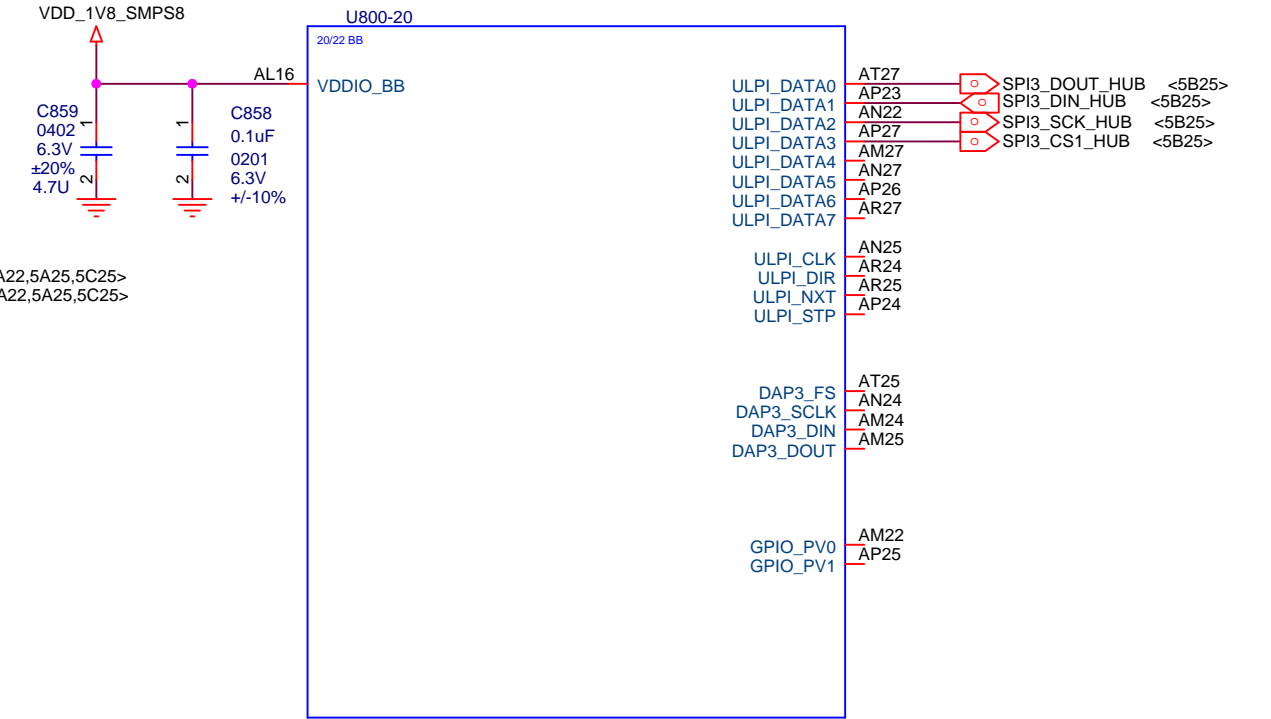 VDD_1V8_SMPS8
U800-20
20/22 BB
AL16
VDDIO_BB
C859
0402
6.3V
±20%
4.7U
1
2
C858
0.1uF
0201
6.3V
+/-10%
1
2
A22,5A25,5C25>
A22,5A25,5C25>
ULPI_DATA0 AT27 SPI3_DOUT_HUB <5B25>
ULPI_DATA1 AP23 SPI3_DIN_HUB <5B25>
ULPI_DATA2 AN22 SPI3_SCK_HUB <5B25>
ULPI_DATA3 AP27 SPI3_CS1_HUB <5B25>
ULPI_DATA4 AM27
ULPI_DATA5 AN27
ULPI_DATA6 AP26
ULPI_DATA7 AR27
ULPI_CLK AN25
ULPI_DIR AR24
ULPI_NXT AR25
ULPI_STP AP24
DAP3_FS AT25
DAP3_SCLK AN24
DAP3_DIN AM24
DAP3_DOUT AM25
GPIO_PV0 AM22
GPIO_PV1 AP25